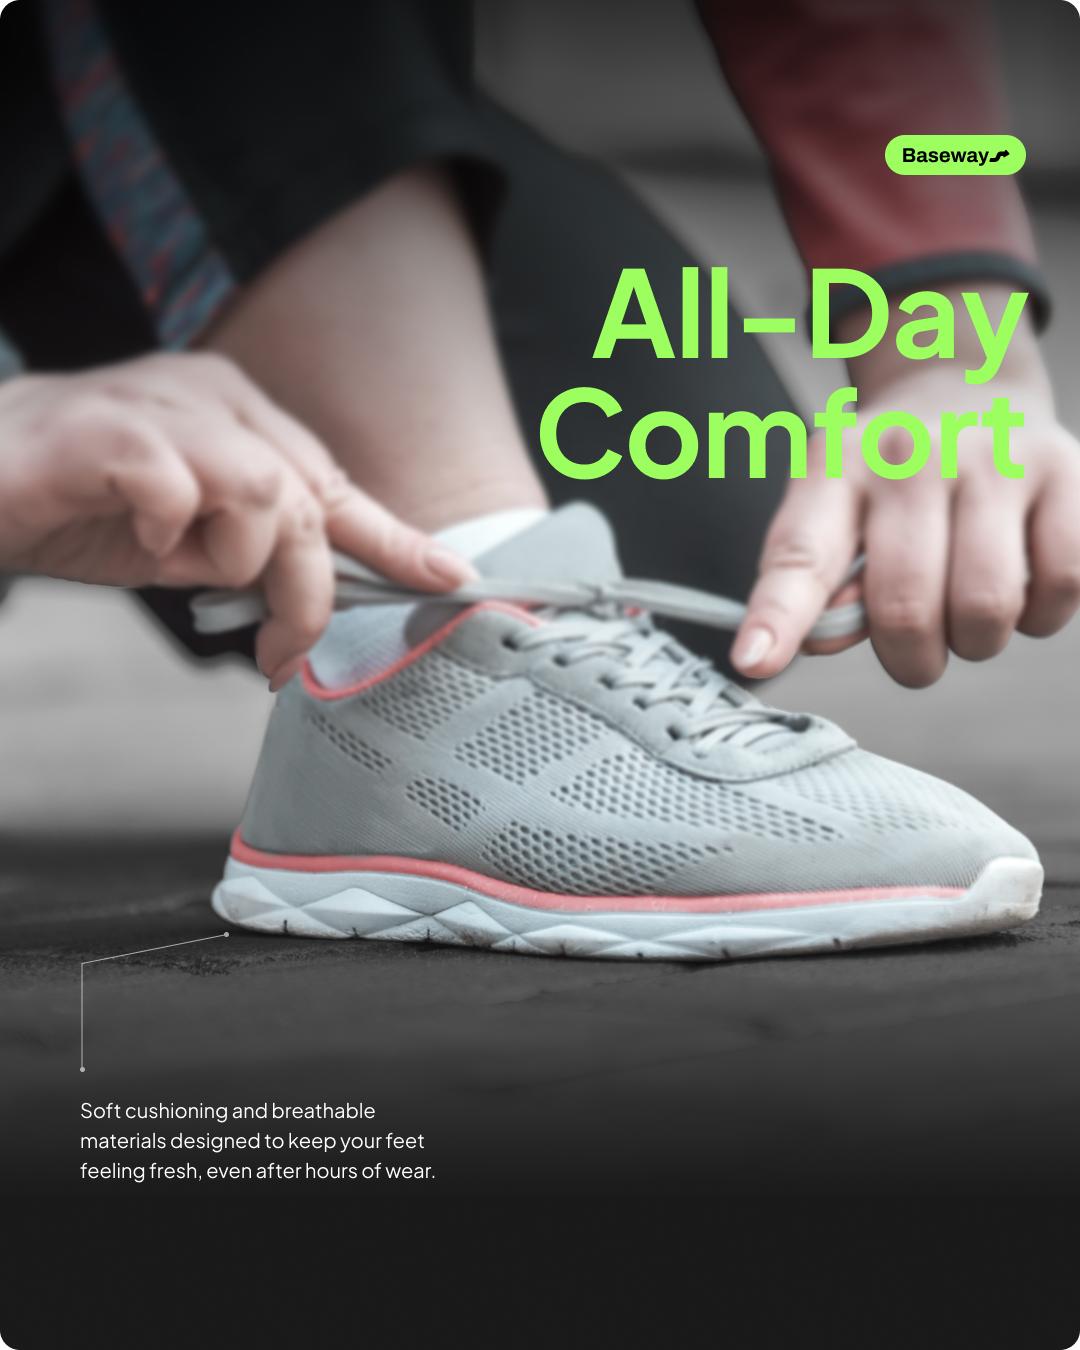 Baseway
All-Day
Comfort
Soft cushioning and breathable
materials designed to keep your feet
feeling fresh, even after hours of wear.